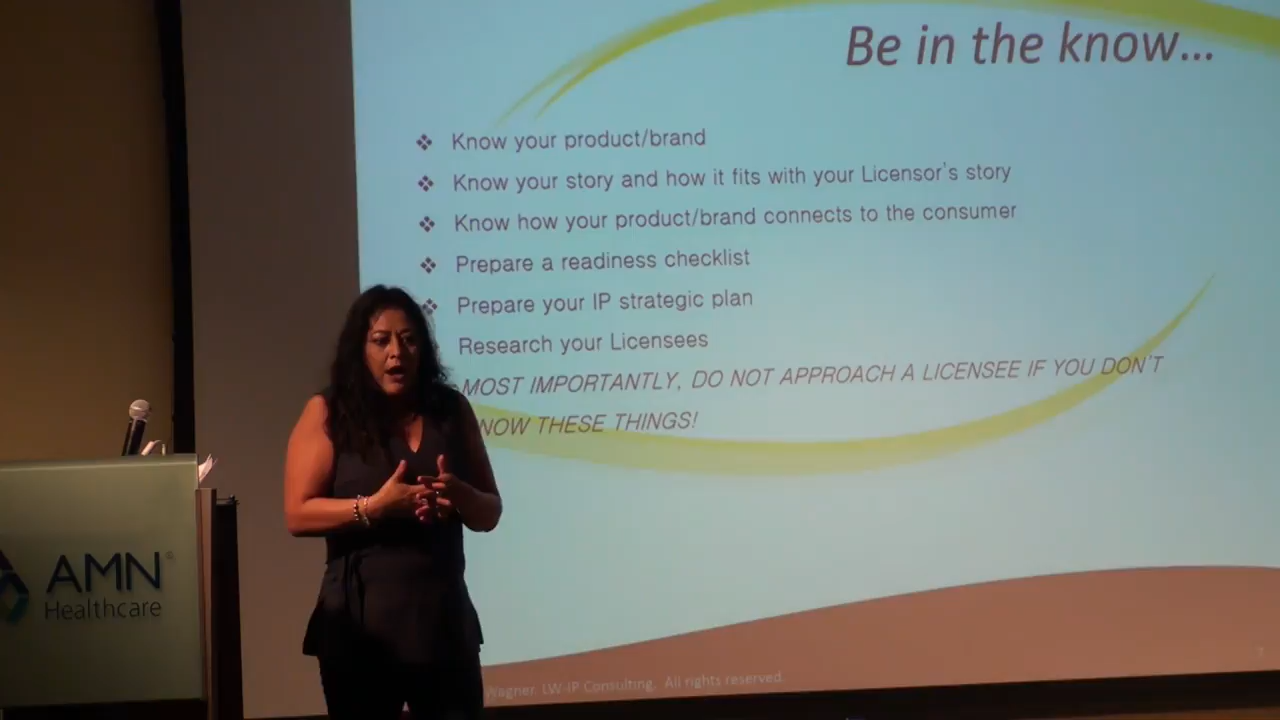 Be in the know...
Know your product/brand
Know your story and how it fits with your Licensor's story
Know how your product/brand connects to the consumer
Prepare a readiness checklist
Prepare your IP strategic plan
Research your Licensees
MOST IMPORTANTLY, DO NOT APPROACH A LICENSEE IF YOU DON'T
NOW THESE THINGS!
AMN®
Healthcare
Wagner. LW-IP Consulting. All rights reserved.
7